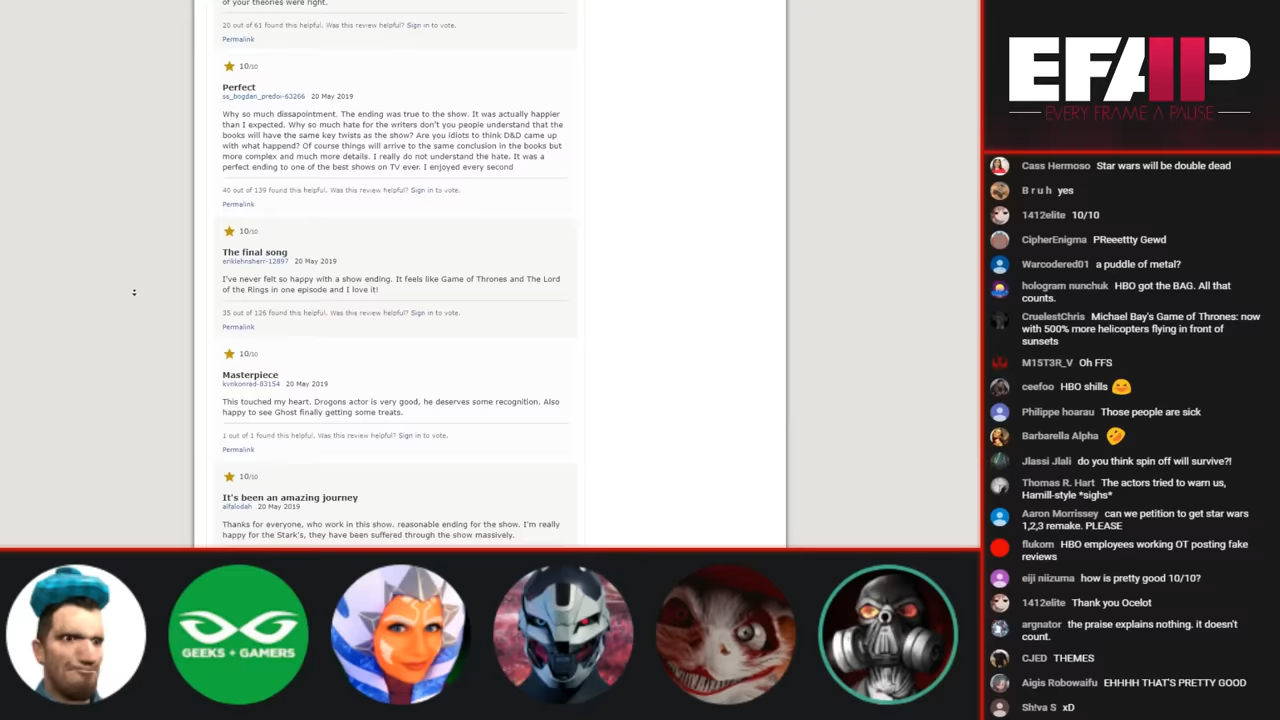 of your theories were right.
20 out of 61 found this helpful. Was this review helpful? Sign in to vote.
Permalink
10/10
Perfect
ss_bogdan_predoi-63266 20 May 2019
Why so much dissapointment. The ending was true to the show. It was actually happier
than I expected. Why so much hate for the writers don't you people understand that the
books will have the same key twists as the show? Are you idiots to think D&D came up
with what happend? Of course things will arrive to the same conclusion in the books but
more complex and much more details. I really do not understand the hate. It was a
perfect ending to one of the best shows on TV ever. I enjoyed every second
40 out of 139 found this helpful. Was this review helpful? Sign in to vote.
Permalink
10/10
The final song
eriklehnsherr-12897 20 May 2019
I've never felt so happy with a show ending. It feels like Game of Thrones and The Lord
of the Rings in one episode and I love it!
35 out of 126 found this helpful. Was this review helpful? Sign in to vote.
Permalink
10/10
Masterpiece
kvnkonrad-83154 20 May 2019
This touched my heart. Drogons actor is very good, he deserves some recognition. Also
happy to see Ghost finally getting some treats.
1 out of 1 found this helpful. Was this review helpful? Sign in to vote.
Permalink
10/10
It's been an amazing journey
alfalodah 20 May 2019
Thanks for everyone, who work in this show. reasonable ending for the show. I'm really
happy for the Stark's, they have been suffered through the show massively.
GEEKS + GAMERS
EFAP
EVERY FRAME A PAUSE
Cass Hermoso Star wars will be double dead
B r u h yes
1412elite 10/10
CipherEnigma PReeettty Gewd
Warcodered01 a puddle of metal?
hologram nunchuk HBO got the BAG. All that
counts.
CruelestChris Michael Bay's Game of Thrones: now
with 500% more helicopters flying in front of
sunsets
M15T3R_V Oh FFS
ceefoo HBO shills
Philippe hoarau Those people are sick
Barbarella Alpha
Jlassi Jlali do you think spin off will survive?!
Thomas R. Hart The actors tried to warn us,
Hamill-style *sighs*
Aaron Morrissey can we petition to get star wars
1,2,3 remake. PLEASE
flukom HBO employees working OT posting fake
reviews
eiji niizuma how is pretty good 10/10?
1412elite Thank you Ocelot
argnator the praise explains nothing. it doesn't
count.
CJED THEMES
Aigis Robowaifu EHHHH THAT'S PRETTY GOOD
Sh!va S xD